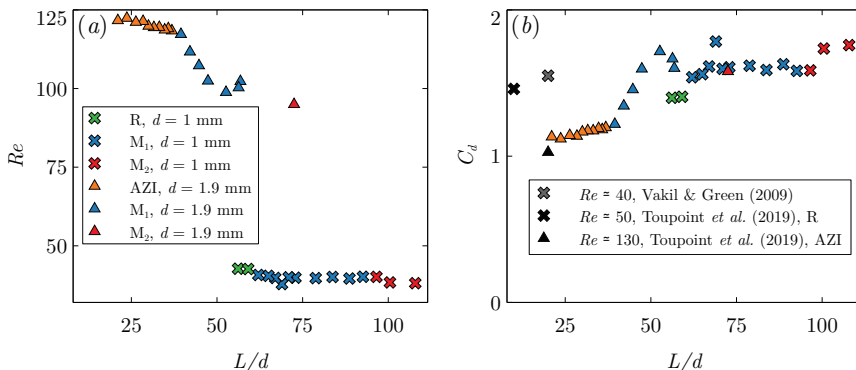 (a)
125
100
75
50
Re
25
50
75
100
L/d
R, d = 1 mm
M₁, d = 1 mm
M₂, d = 1 mm
AZI, d = 1.9 mm
M₁, d = 1.9 mm
M₂, d = 1.9 mm
(b)
2
1
0
C_d
25
50
75
100
L/d
Re = 40, Vakil & Green (2009)
Re = 50, Toupoint et al. (2019), R
Re = 130, Toupoint et al. (2019), AZI